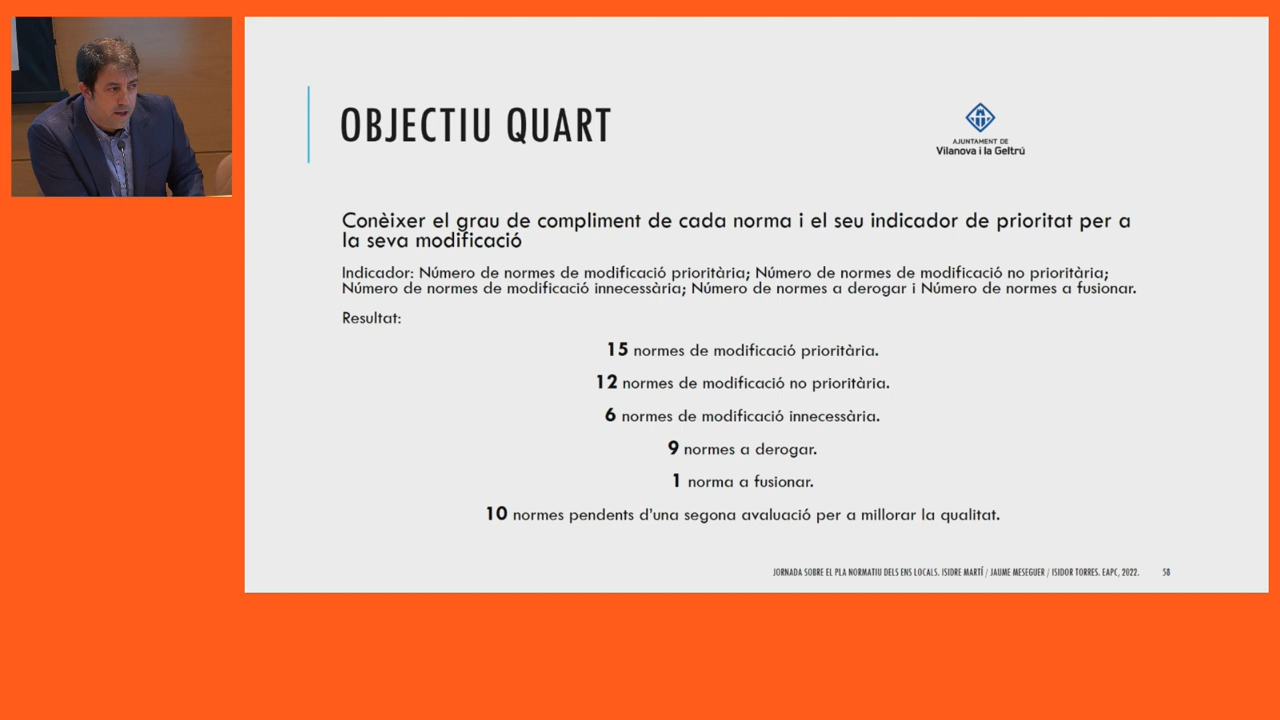 OBJECTIU QUART
AJUNTAMENT DE
Vilanova i la Geltrú
Conèixer el grau de compliment de cada norma i el seu indicador de prioritat per a
la seva modificació
Indicador: Número de normes de modificació prioritària; Número de normes de modificació no prioritària;
Número de normes de modificació innecessària; Número de normes a derogar i Número de normes a fusionar.
Resultat:
15 normes de modificació prioritària.
12 normes de modificació no prioritària.
6 normes de modificació innecessària.
9 normes a derogar.
1 norma a fusionar.
10 normes pendents d'una segona avaluació per a millorar la qualitat.
JORNADA SOBRE EL PLA NORMATIU DELS ENS LOCALS. ISIDRE MARTÍ / JAUME MESEGUER / ISIDOR TORRES. EAPC, 2022. 58